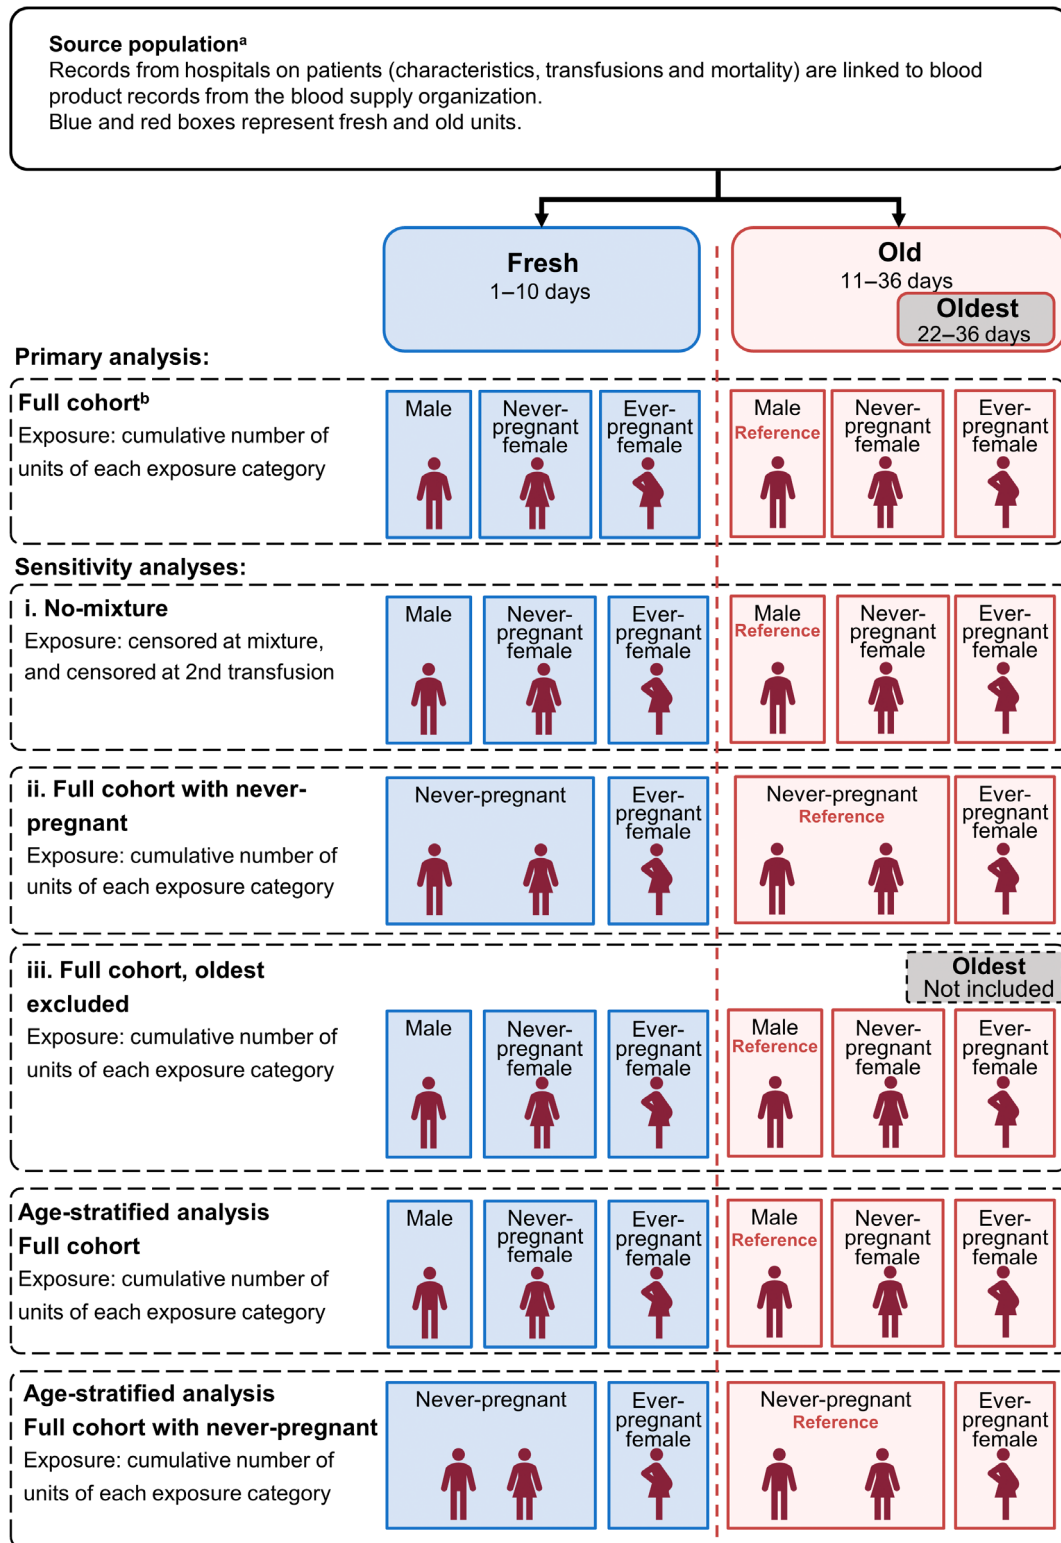 Source populationᵃ
Records from hospitals on patients (characteristics, transfusions and mortality) are linked to blood
product records from the blood supply organization.
Blue and red boxes represent fresh and old units.
Fresh
1–10 days
Old
11–36 days
Oldest
22–36 days
Primary analysis:
Full cohortᵇ
Exposure: cumulative number of
units of each exposure category
Male
Never-
pregnant
female
Ever-
pregnant
female
Male
Reference
Never-
pregnant
female
Ever-
pregnant
female
Sensitivity analyses:
i. No-mixture
Exposure: censored at mixture,
and censored at 2nd transfusion
Male
Never-
pregnant
female
Ever-
pregnant
female
Male
Reference
Never-
pregnant
female
Ever-
pregnant
female
ii. Full cohort with never-
pregnant
Exposure: cumulative number of
units of each exposure category
Never-pregnant
Ever-
pregnant
female
Never-pregnant
Reference
Ever-
pregnant
female
iii. Full cohort, oldest
excluded
Exposure: cumulative number of
units of each exposure category
Oldest
Not included
Male
Never-
pregnant
female
Ever-
pregnant
female
Male
Reference
Never-
pregnant
female
Ever-
pregnant
female
Age-stratified analysis
Full cohort
Exposure: cumulative number of
units of each exposure category
Male
Never-
pregnant
female
Ever-
pregnant
female
Male
Reference
Never-
pregnant
female
Ever-
pregnant
female
Age-stratified analysis
Full cohort with never-pregnant
Exposure: cumulative number of
units of each exposure category
Never-pregnant
Ever-
pregnant
female
Never-pregnant
Reference
Ever-
pregnant
female